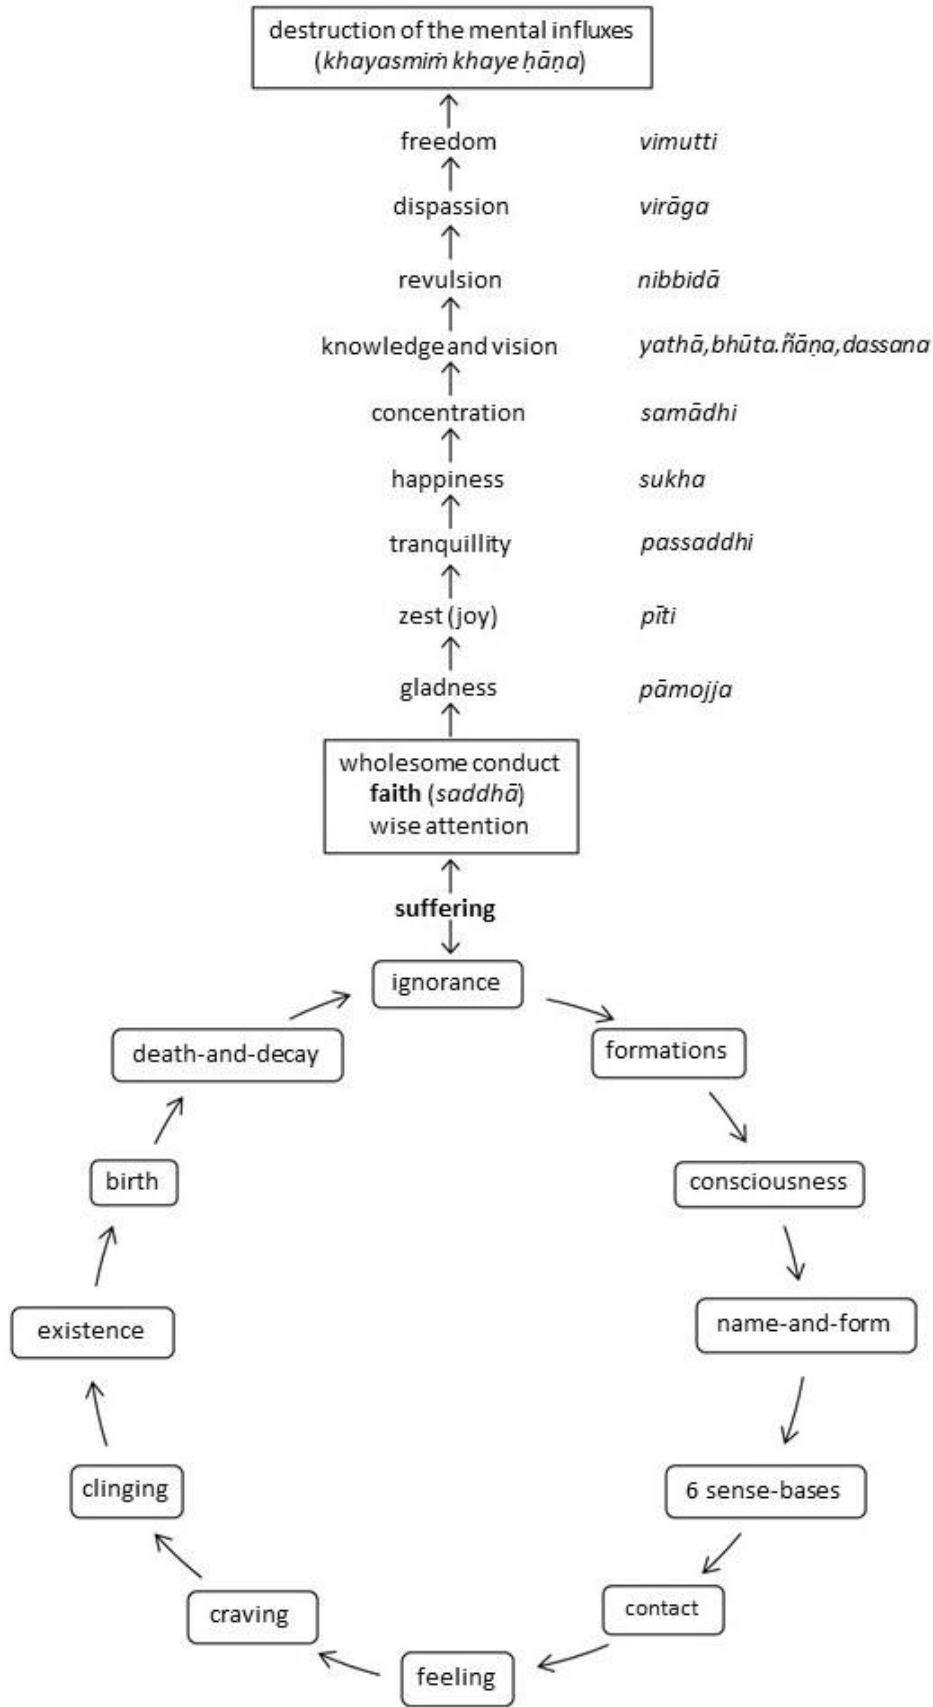 destruction of the mental influxes
(khayasmiṁ khaye ḥāṇa)
freedom vimutti
dispassion virāga
revulsion nibbidā
knowledge and vision yathā,bhūta.ñāṇa,dassana
concentration samādhi
happiness sukha
tranquillity passaddhi
zest (joy) pīti
gladness pāmojja
wholesome conduct
faith (saddhā)
wise attention
suffering
ignorance
formations
consciousness
name-and-form
6 sense-bases
contact
feeling
craving
clinging
existence
birth
death-and-decay